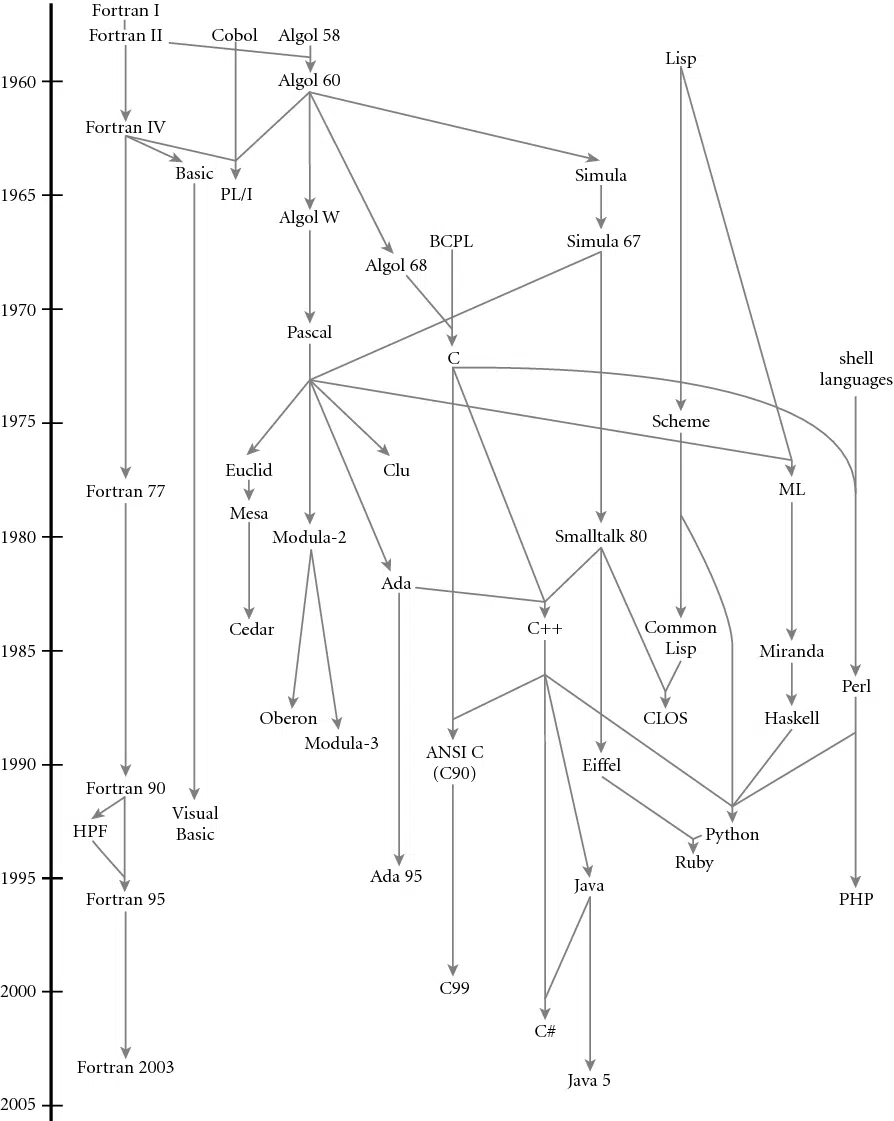 Fortran I
Fortran II Cobol Algol 58
Lisp
1960 Algol 60
Fortran IV
Basic Simula
1965 PL/I
Algol W
BCPL Simula 67
Algol 68
1970
Pascal
C shell
languages
1975 Scheme
Euclid Clu
Fortran 77 ML
Mesa
1980 Modula-2 Smalltalk 80
Ada
Cedar C++ Common
Lisp
1985 Miranda
Perl
Oberon CLOS Haskell
Modula-3
ANSI C
(C90)
1990 Eiffel
Fortran 90
Visual
Basic
HPF Python
Ruby
1995 Ada 95 Java
Fortran 95 PHP
2000 C99
C#
Fortran 2003 Java 5
2005